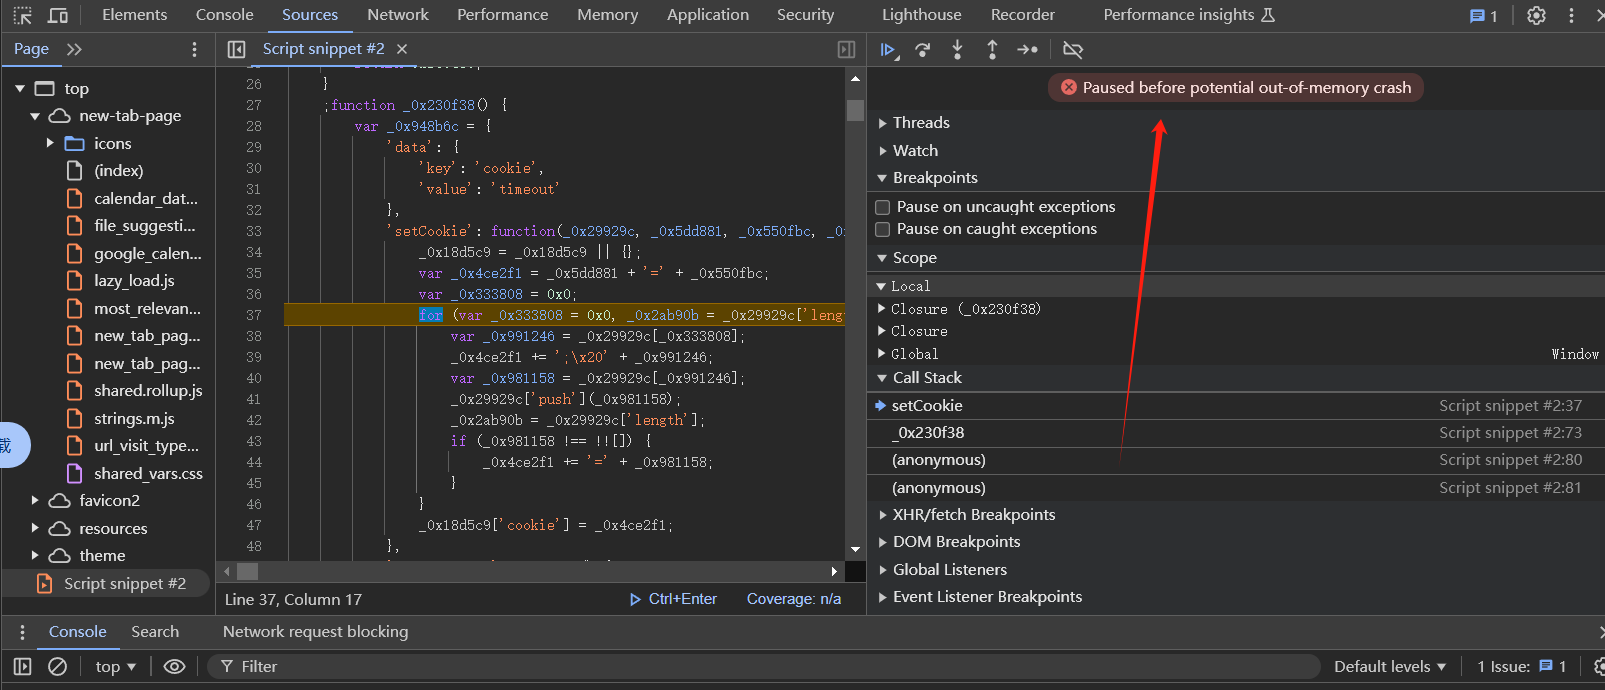 Elements Console Sources Network Performance Memory Application Security Lighthouse Recorder Performance insights 1
Page Script snippet #2
top
new-tab-page
icons
(index)
calendar_dat...
file_suggesti...
google_calen...
lazy_load.js
most_relevan...
new_tab_pag...
new_tab_pag...
shared.rollup.js
strings.m.js
url_visit_type...
shared_vars.css
favicon2
resources
theme
Script snippet #2
载
26 }
27 ;function _0x230f38() {
28 var _0x948b6c = {
29 'data': {
30 'key': 'cookie',
31 'value': 'timeout'
32 },
33 'setCookie': function(_0x29929c, _0x5dd881, _0x550fbc, _0x
34 _0x18d5c9 = _0x18d5c9 || {};
35 var _0x4ce2f1 = _0x5dd881 + '=' + _0x550fbc;
36 var _0x333808 = 0x0;
37 for (var _0x333808 = 0x0, _0x2ab90b = _0x29929c['leng
38 var _0x991246 = _0x29929c[_0x333808];
39 _0x4ce2f1 += ';\x20' + _0x991246;
40 var _0x981158 = _0x29929c[_0x991246];
41 _0x29929c['push'](_0x981158);
42 _0x2ab90b = _0x29929c['length'];
43 if (_0x981158 !== !![]) {
44 _0x4ce2f1 += '=' + _0x981158;
45 }
46 }
47 _0x18d5c9['cookie'] = _0x4ce2f1;
48 },
Line 37, Column 17 Ctrl+Enter Coverage: n/a
Paused before potential out-of-memory crash
Threads
Watch
Breakpoints
Pause on uncaught exceptions
Pause on caught exceptions
Scope
Local
Closure (_0x230f38)
Closure
Global Window
Call Stack
setCookie Script snippet #2:37
_0x230f38 Script snippet #2:73
(anonymous) Script snippet #2:80
(anonymous) Script snippet #2:81
XHR/fetch Breakpoints
DOM Breakpoints
Global Listeners
Event Listener Breakpoints
Console Search Network request blocking
top Filter Default levels 1 Issue: 1